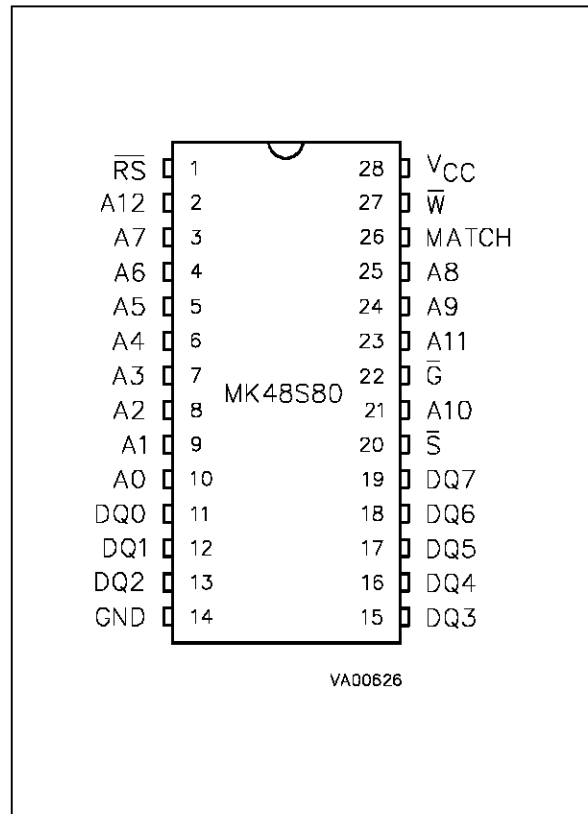 R̅S̅ 1 28 VCC
A12 2 27 W̅
A7 3 26 MATCH
A6 4 25 A8
A5 5 24 A9
A4 6 23 A11
A3 7 22 G̅
MK48S80
A2 8 21 A10
A1 9 20 S̅
A0 10 19 DQ7
DQ0 11 18 DQ6
DQ1 12 17 DQ5
DQ2 13 16 DQ4
GND 14 15 DQ3
VA00626